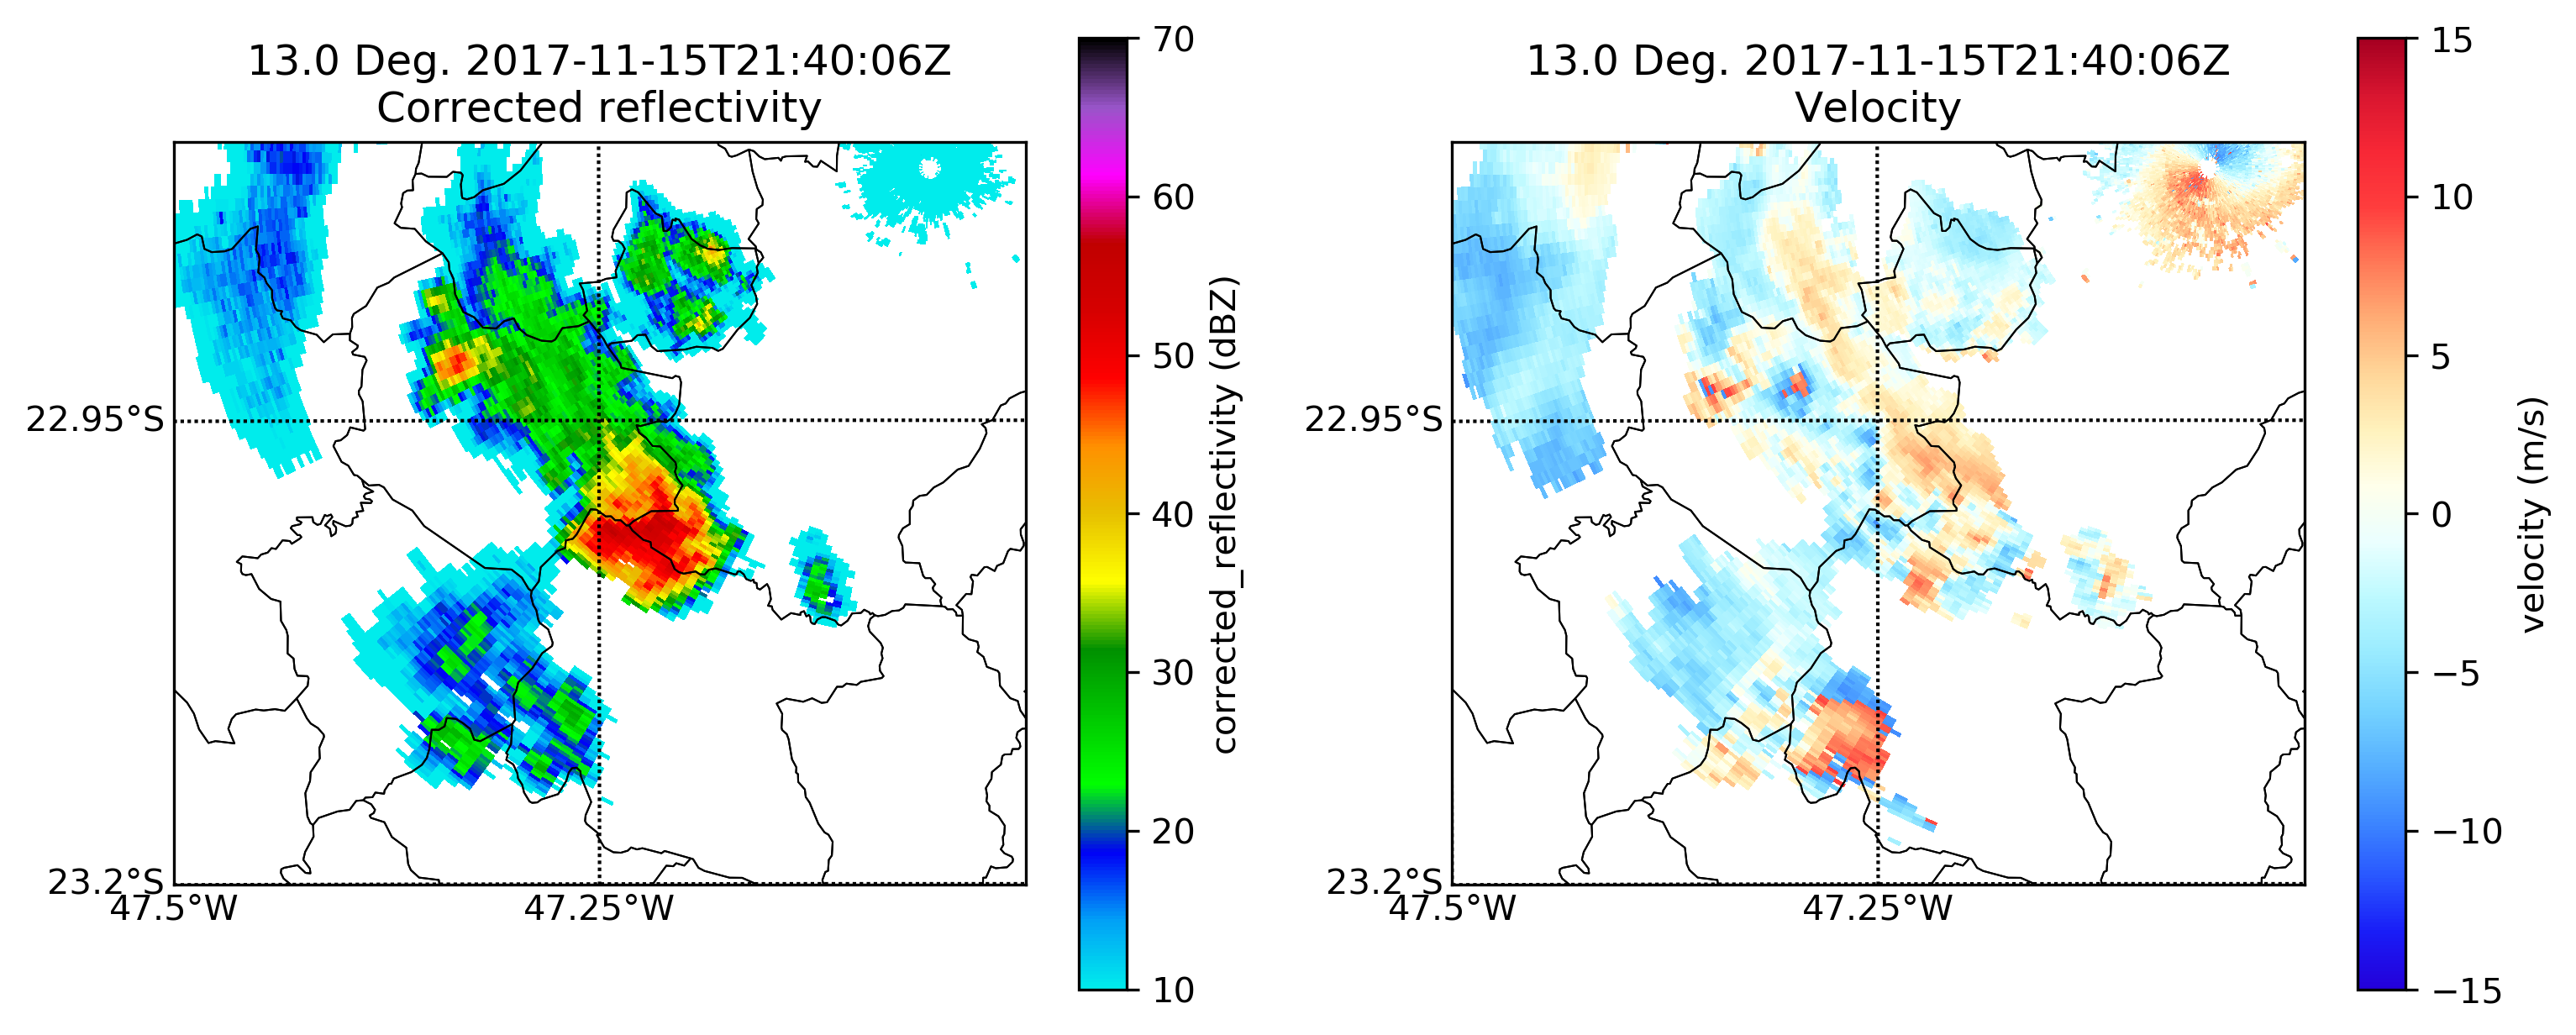 13.0 Deg. 2017-11-15T21:40:06Z
Corrected reflectivity
22.95°S
23.2°S
47.5°W
47.25°W
70
60
50
40
30
20
10
corrected_reflectivity (dBZ)
13.0 Deg. 2017-11-15T21:40:06Z
Velocity
22.95°S
23.2°S
47.5°W
47.25°W
15
10
5
0
−5
−10
−15
velocity (m/s)